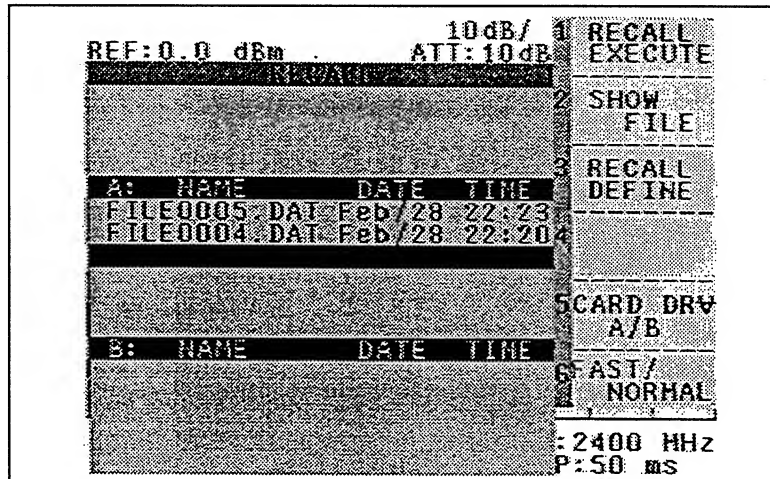 10dB/
REF:0.0 dBm ATT:10dB
RECALL
A: NAME DATE TIME
FILE0005.DAT Feb/28 22:23
FILE0004.DAT Feb/28 22:20
B: NAME DATE TIME
1 RECALL
EXECUTE
2 SHOW
FILE
3 RECALL
DEFINE
4
5 CARD DRV
A/B
6 FAST/
NORMAL
:2400 MHz
P:50 ms